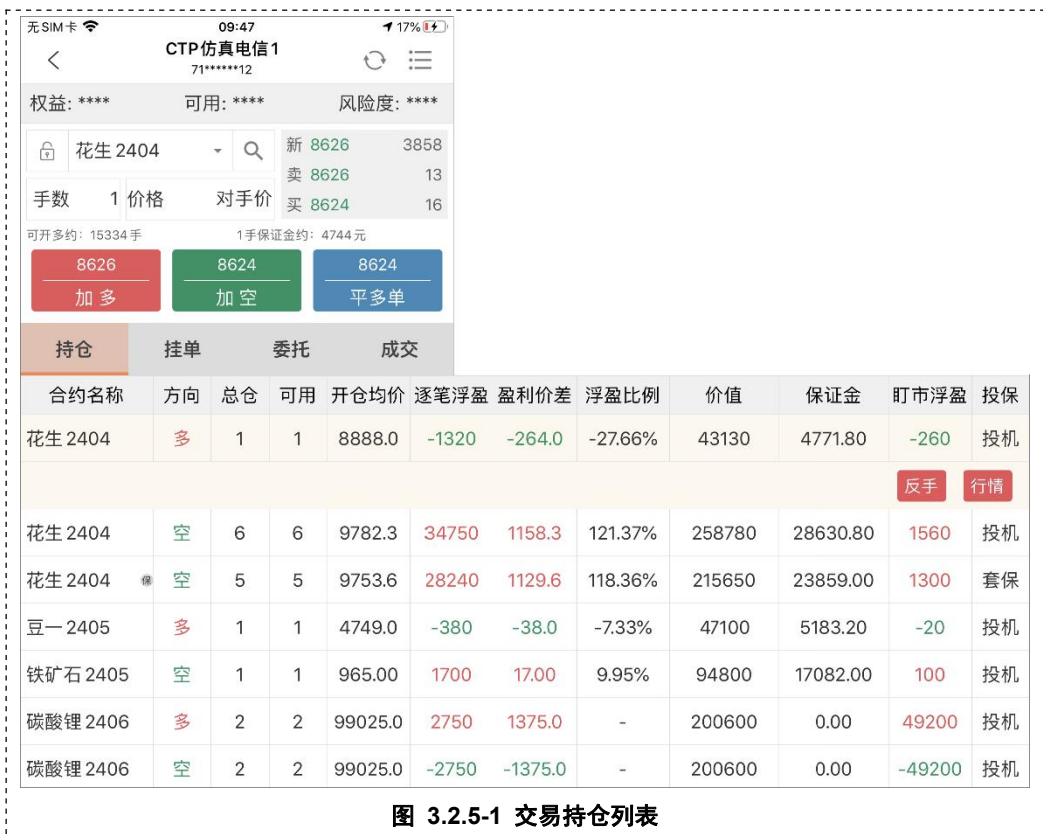 无SIM卡 09:47 17%
CTP仿真电信1
71******12
权益: **** 可用: **** 风险度: ****
花生2404 新 8626 3858
卖 8626 13
手数 1 价格 对手价 买 8624 16
可开多约: 15334手 1手保证金约: 4744元
8626 8624 8624
加多 加空 平多单
持仓 挂单 委托 成交
合约名称 方向 总仓 可用 开仓均价 逐笔浮盈 盈利价差 浮盈比例 价值 保证金 盯市浮盈 投保
花生2404 多 1 1 8888.0 -1320 -264.0 -27.66% 43130 4771.80 -260 投机
反手 行情
花生2404 空 6 6 9782.3 34750 1158.3 121.37% 258780 28630.80 1560 投机
花生2404 保 空 5 5 9753.6 28240 1129.6 118.36% 215650 23859.00 1300 套保
豆一2405 多 1 1 4749.0 -380 -38.0 -7.33% 47100 5183.20 -20 投机
铁矿石2405 空 1 1 965.00 1700 17.00 9.95% 94800 17082.00 100 投机
碳酸锂2406 多 2 2 99025.0 2750 1375.0 - 200600 0.00 49200 投机
碳酸锂2406 空 2 2 99025.0 -2750 -1375.0 - 200600 0.00 -49200 投机
图 3.2.5-1 交易持仓列表